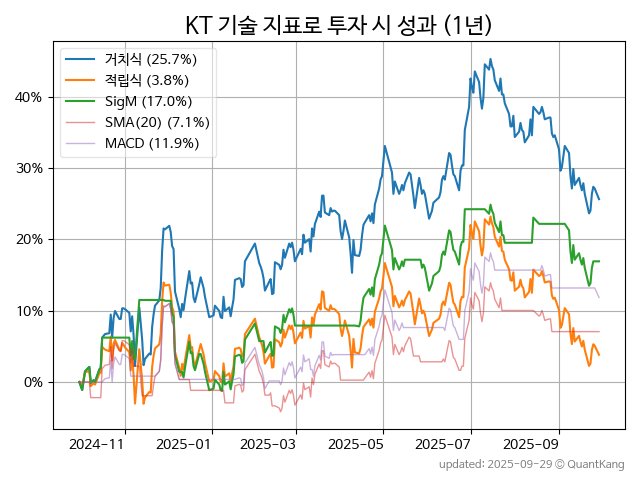 KT 기술 지표로 투자 시 성과 (1년)
거치식 (25.7%)
적립식 (3.8%)
SigM (17.0%)
SMA(20) (7.1%)
MACD (11.9%)
40%
30%
20%
10%
0%
2024-11 2025-01 2025-03 2025-05 2025-07 2025-09
updated: 2025-09-29 © QuantKang